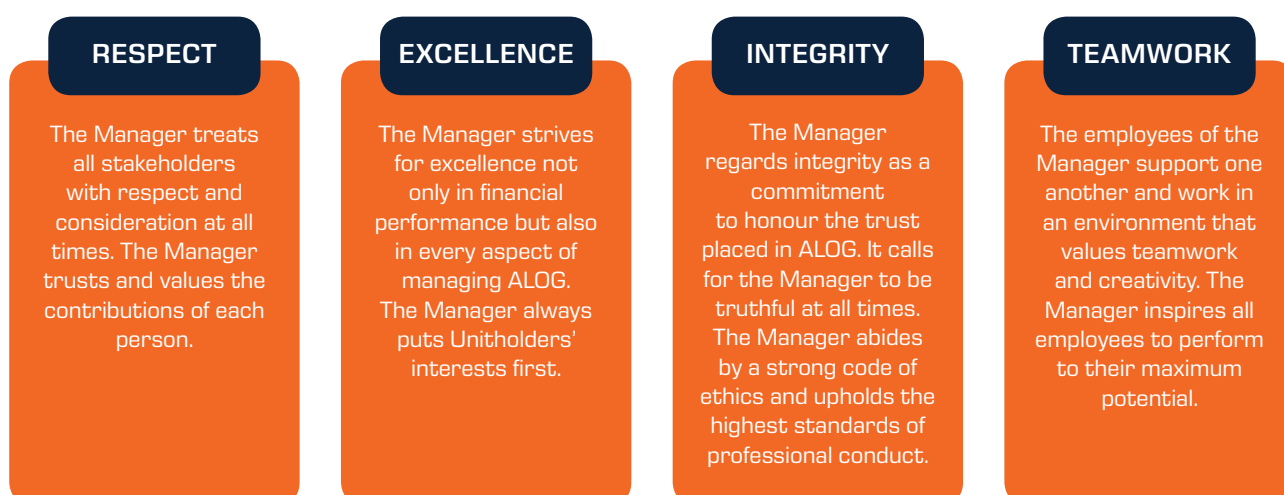 RESPECT
The Manager treats
all stakeholders
with respect and
consideration at all
times. The Manager
trusts and values the
contributions of each
person.
EXCELLENCE
The Manager strives
for excellence not
only in financial
performance but also
in every aspect of
managing ALOG.
The Manager always
puts Unitholders’
interests first.
INTEGRITY
The Manager
regards integrity as a
commitment
to honour the trust
placed in ALOG. It calls
for the Manager to be
truthful at all times.
The Manager abides
by a strong code of
ethics and upholds the
highest standards of
professional conduct.
TEAMWORK
The employees of the
Manager support one
another and work in
an environment that
values teamwork
and creativity. The
Manager inspires all
employees to perform
to their maximum
potential.